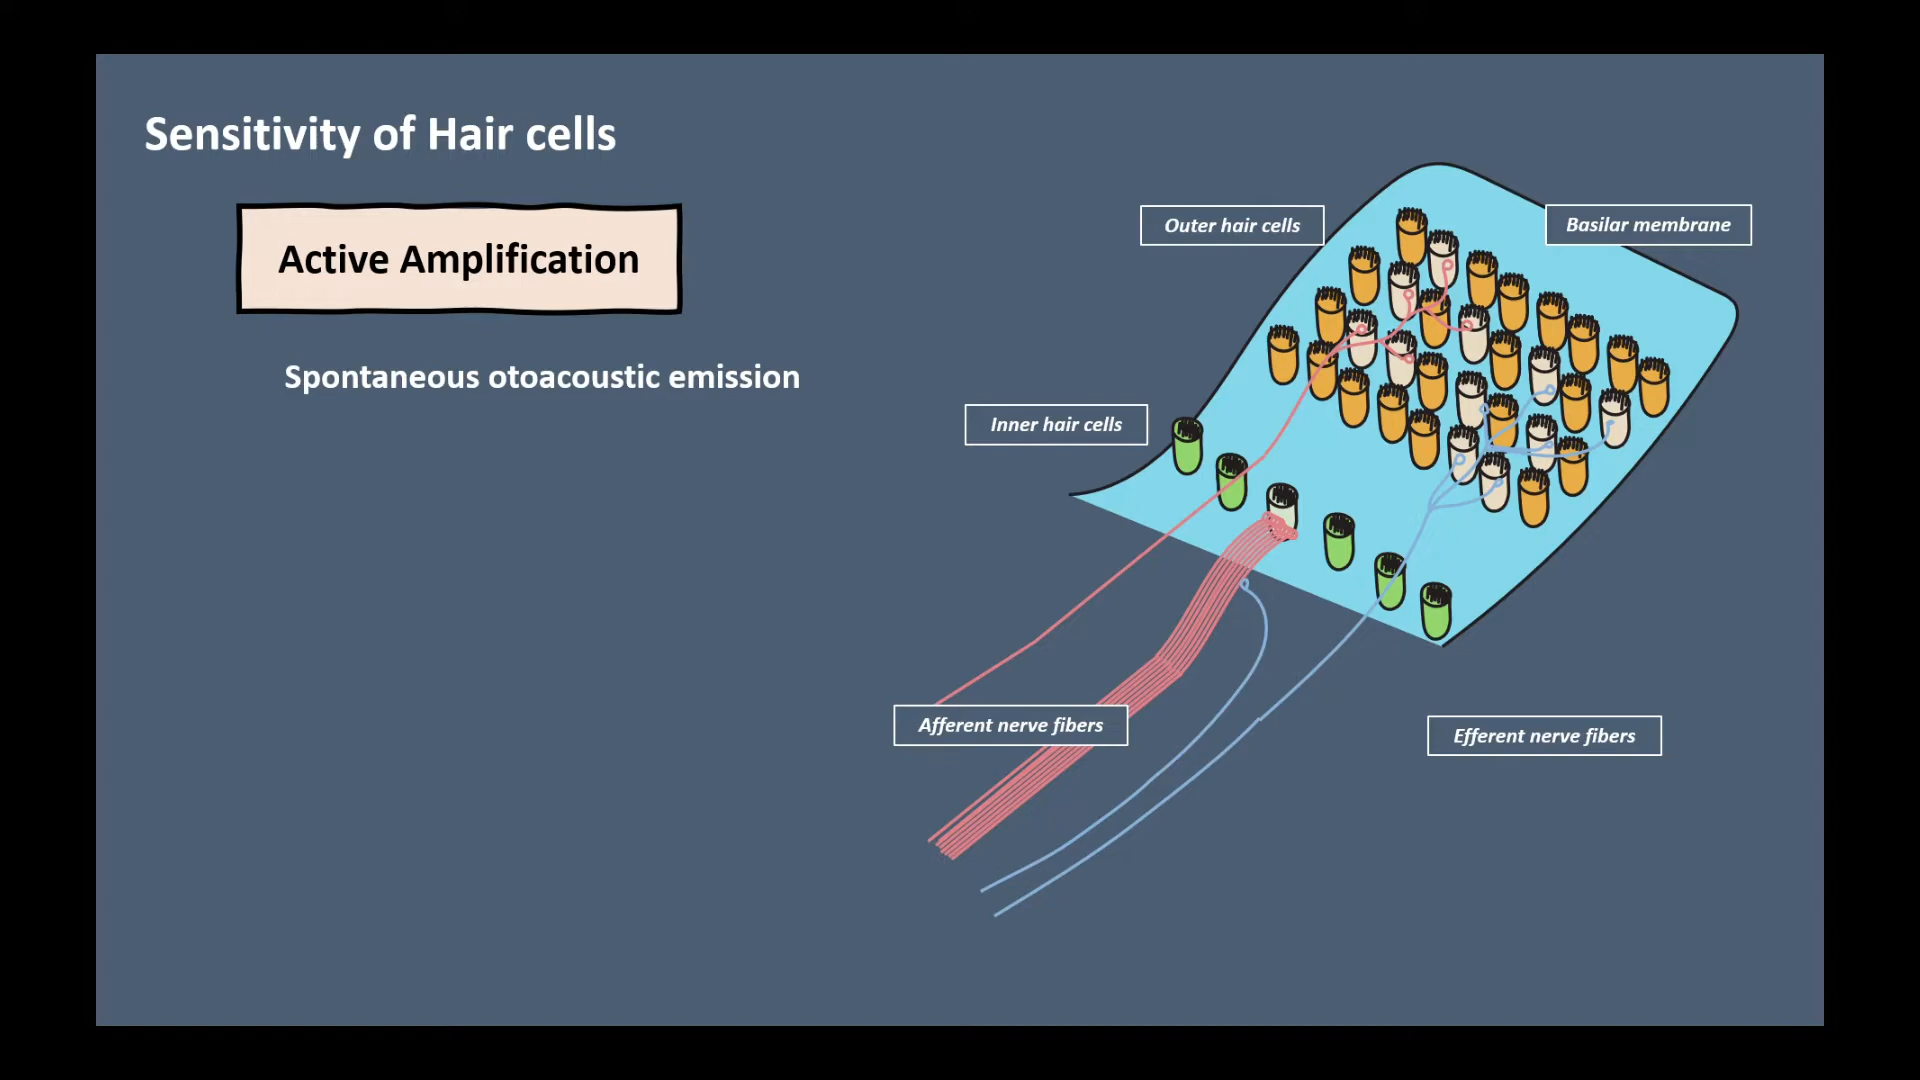 Sensitivity of Hair cells
Active Amplification
Spontaneous otoacoustic emission
Outer hair cells
Basilar membrane
Inner hair cells
Afferent nerve fibers
Efferent nerve fibers